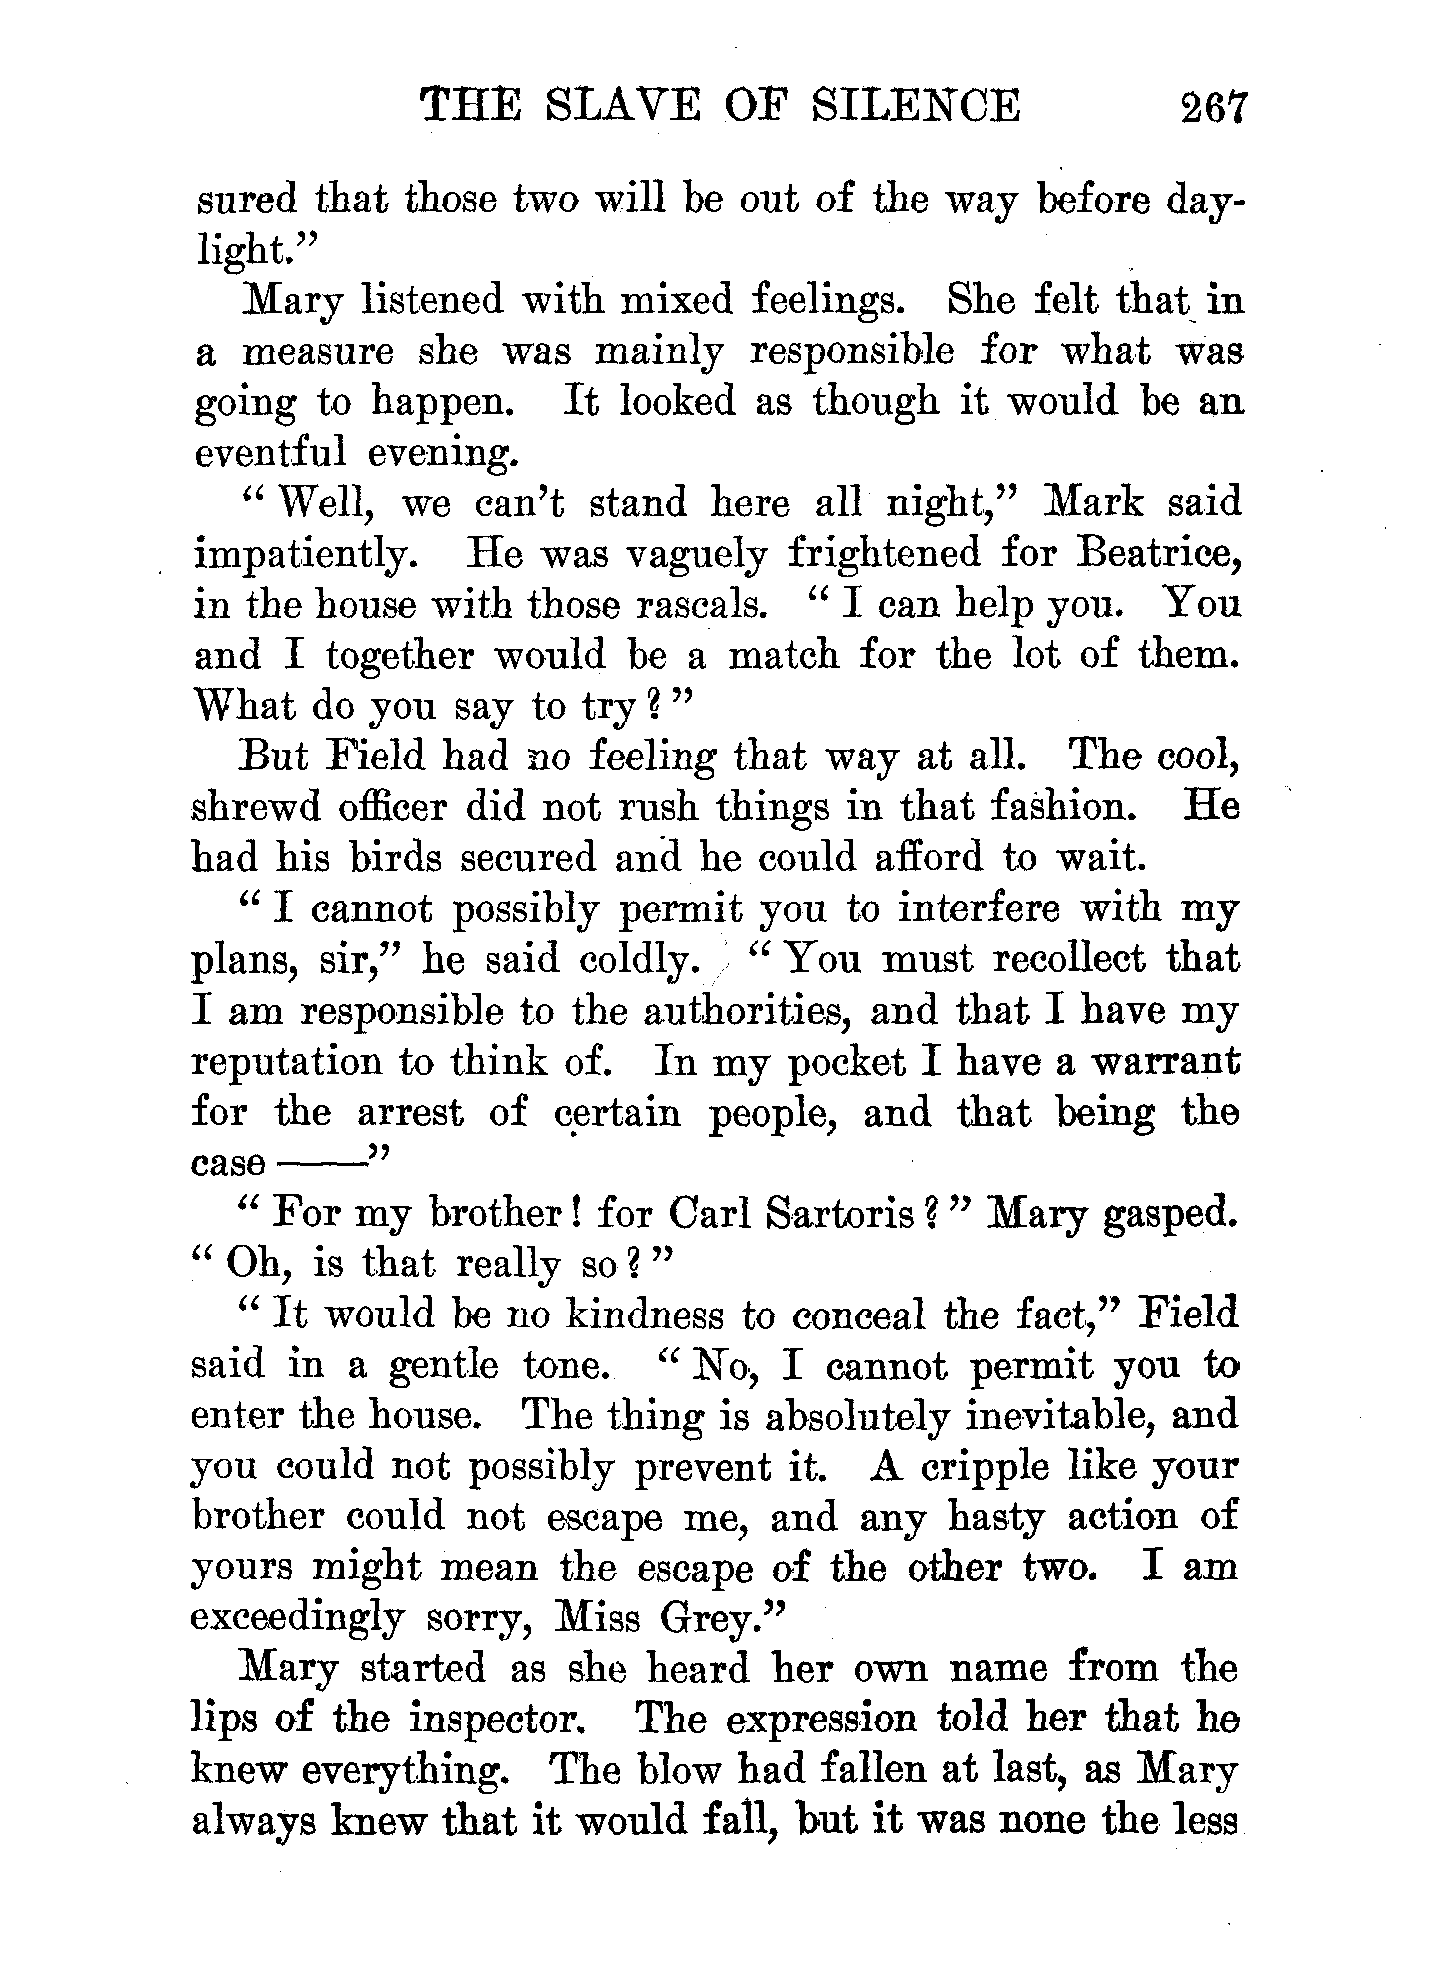 THE SLAVE OF SILENCE 267
sured that those two will be out of the way before day-
light."
Mary listened with mixed feelings. She felt that in
a measure she was mainly responsible for what was
going to happen. It looked as though it would be an
eventful evening.
"Well, we can't stand here all night," Mark said
impatiently. He was vaguely frightened for Beatrice,
in the house with those rascals. "I can help you. You
and I together would be a match for the lot of them.
What do you say to try?"
But Field had no feeling that way at all. The cool,
shrewd officer did not rush things in that fashion. He
had his birds secured and he could afford to wait.
"I cannot possibly permit you to interfere with my
plans, sir," he said coldly. "You must recollect that
I am responsible to the authorities, and that I have my
reputation to think of. In my pocket I have a warrant
for the arrest of certain people, and that being the
case ——"
"For my brother! for Carl Sartoris?" Mary gasped.
"Oh, is that really so?"
"It would be no kindness to conceal the fact," Field
said in a gentle tone. "No, I cannot permit you to
enter the house. The thing is absolutely inevitable, and
you could not possibly prevent it. A cripple like your
brother could not escape me, and any hasty action of
yours might mean the escape of the other two. I am
exceedingly sorry, Miss Grey."
Mary started as she heard her own name from the
lips of the inspector. The expression told her that he
knew everything. The blow had fallen at last, as Mary
always knew that it would fall, but it was none the less